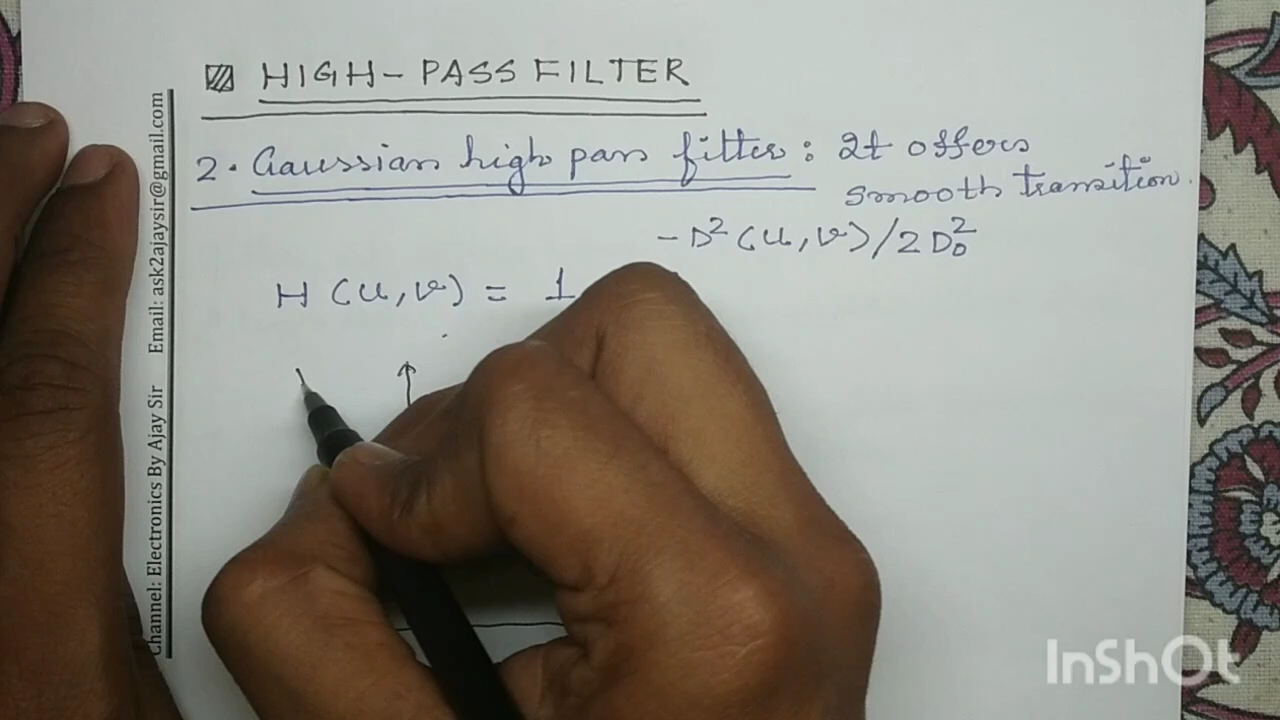 HIGH-PASS FILTER
2. Gaussian high pass filter: It offers
smooth transition.
-D²(u,v)/2D₀²
H(u,v) = 1
Channel: Electronics By Ajay Sir Email: ask2ajaysir@gmail.com
InShOt